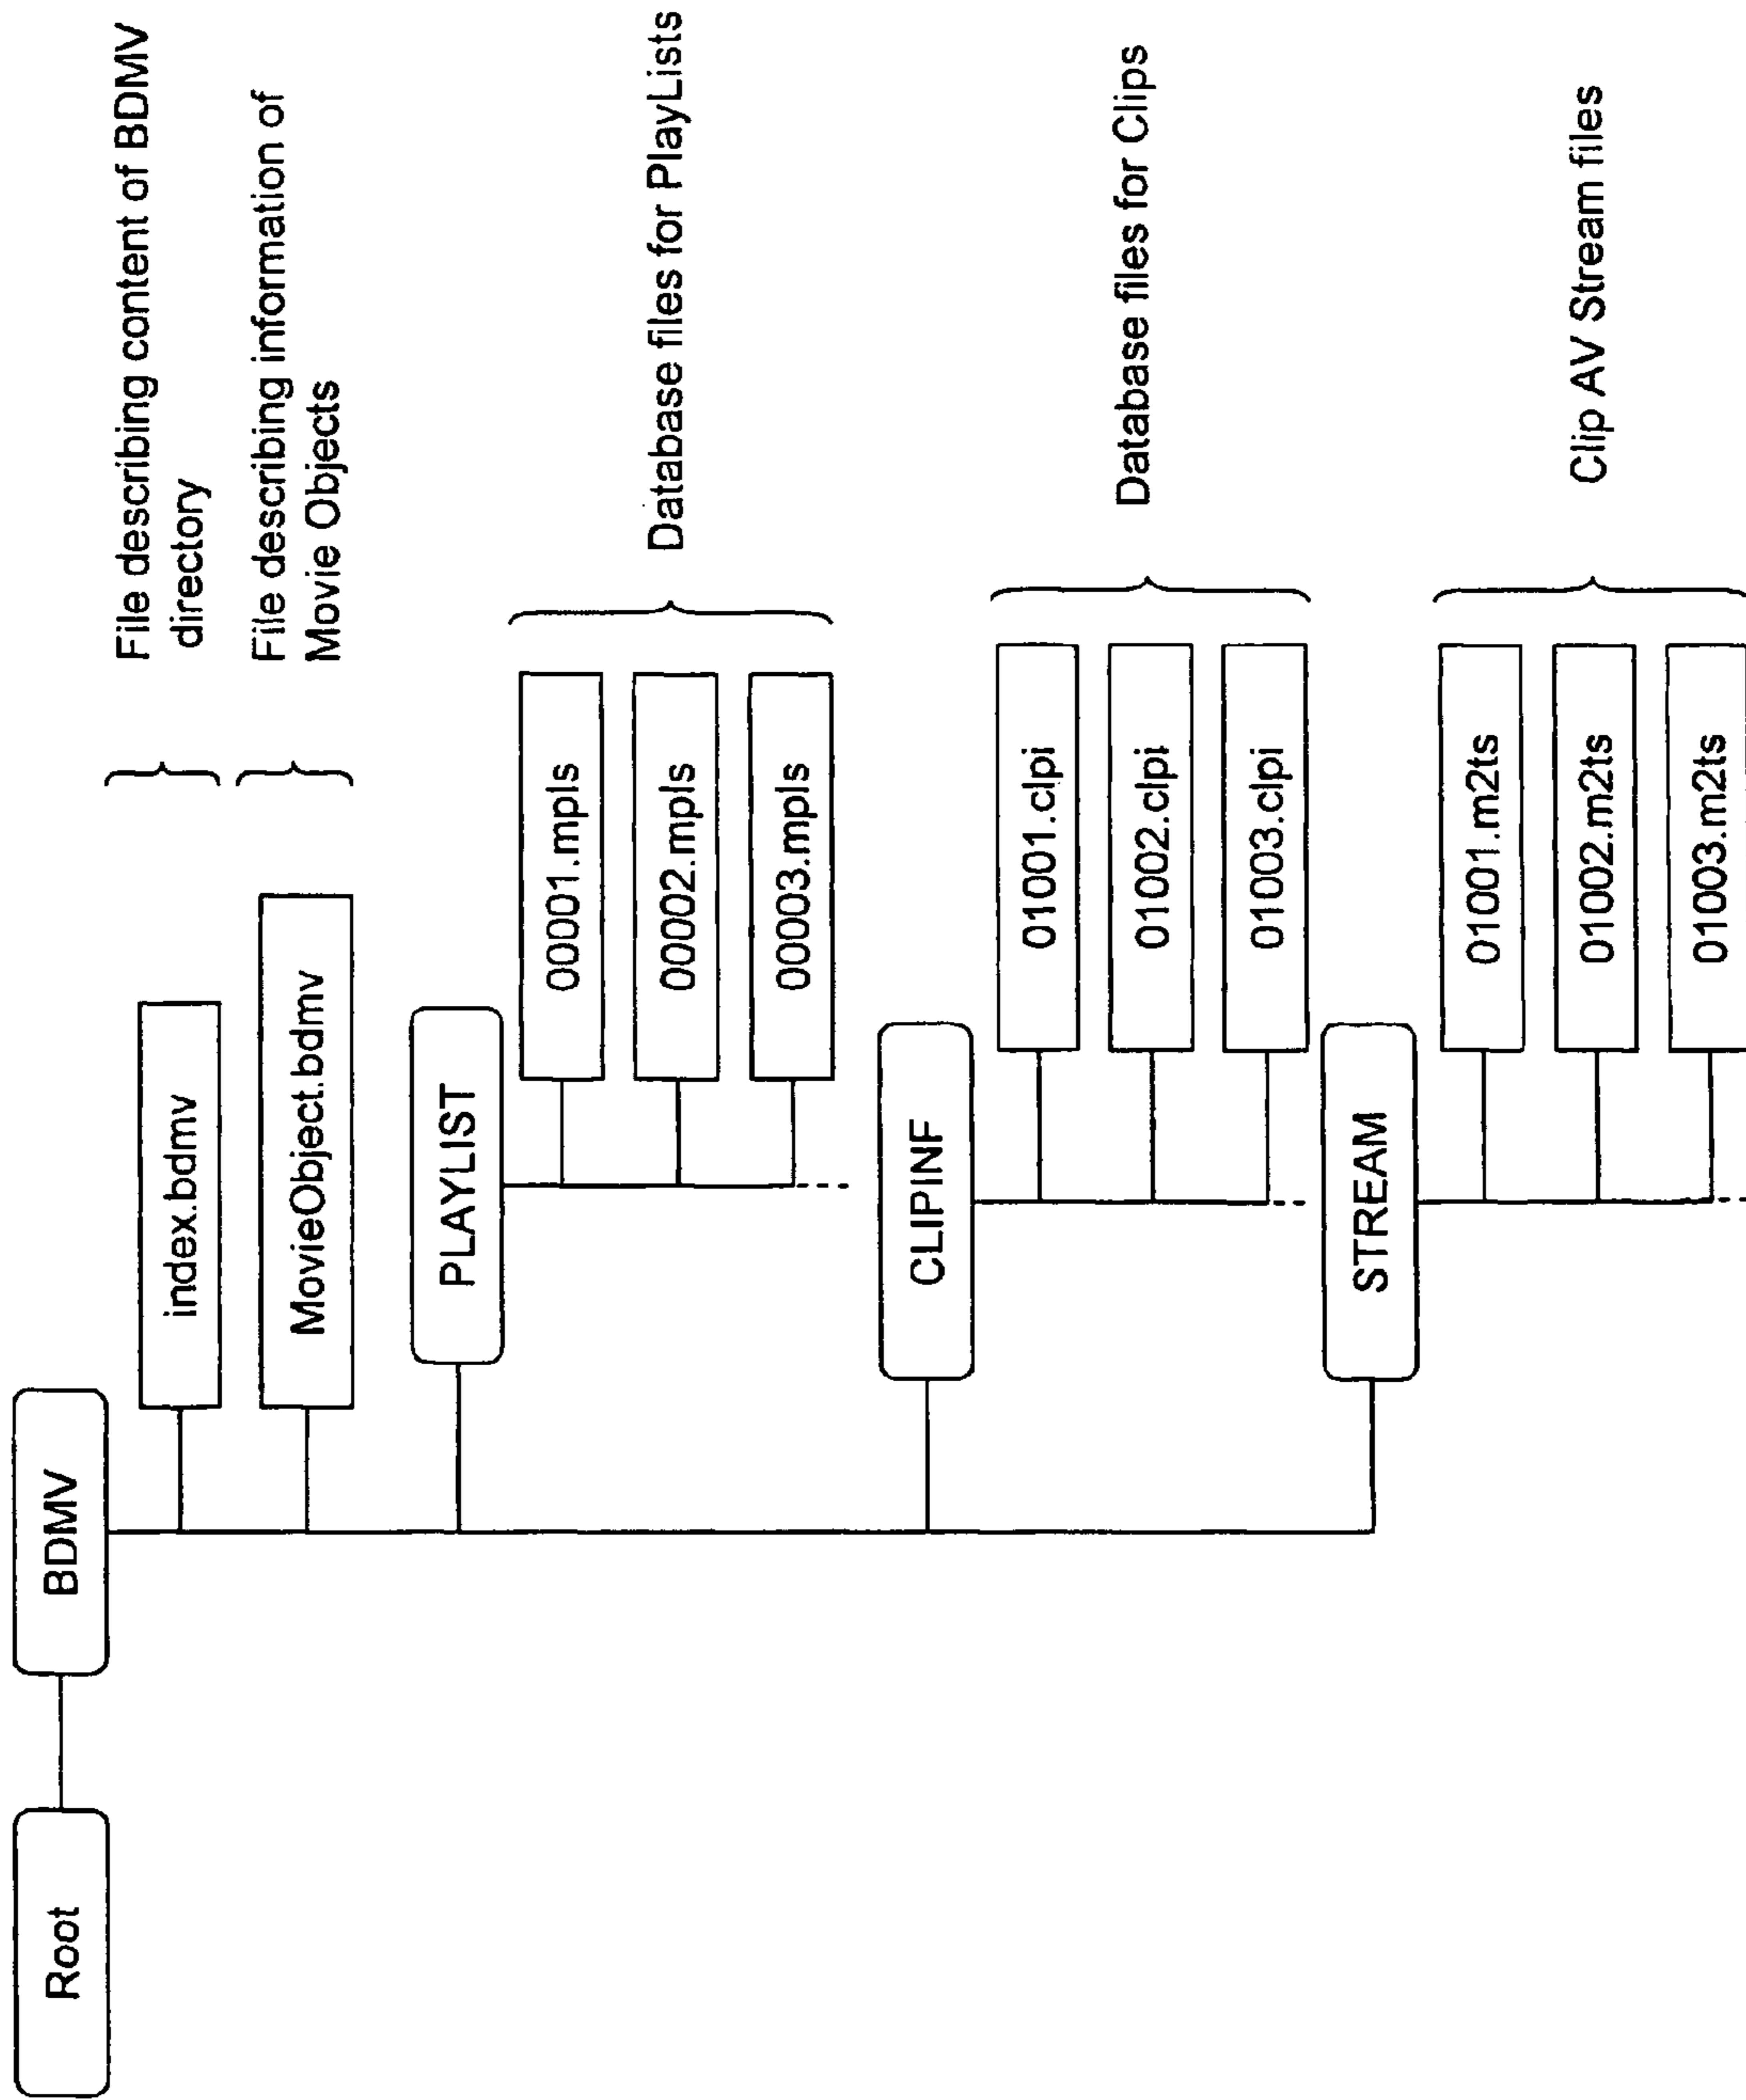 Root
BDMV
index.bdmv
File describing content of BDMV
directory
MovieObject.bdmv
File describing information of
Movie Objects
PLAYLIST
00001.mpls
00002.mpls
00003.mpls
Database files for PlayLists
CLIPINF
01001.clpi
01002.clpi
01003.clpi
Database files for Clips
STREAM
01001.m2ts
01002.m2ts
01003.m2ts
Clip AV Stream files